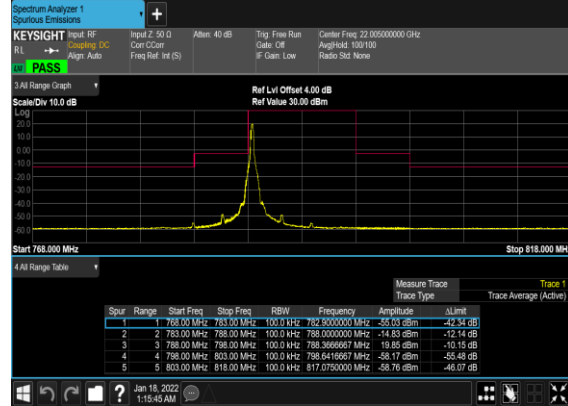 Spectrum Analyzer 1
Spurious Emissions
+
KEYSIGHT Input: RF Input Z: 50 Ω Atten: 40 dB Trig: Free Run Center Freq: 22.005000000 GHz
RL Coupling: DC Corr CCorr Gate: Off Avg|Hold: 100/100
Align: Auto Freq Ref: Int (S) IF Gain: Low Radio Std: None
PASS
3 All Range Graph
Ref Lvl Offset 4.00 dB
Scale/Div 10.0 dB Ref Value 30.00 dBm
Log
20.0
10.0
0.00
-10.0
-20.0
-30.0
-40.0
-50.0
-60.0
Start 768.000 MHz Stop 818.000 MH
4 All Range Table
Measure Trace Trace 1
Trace Type Trace Average (Active)
Spur Range Start Freq Stop Freq RBW Frequency Amplitude ΔLimit
1 1 768.00 MHz 783.00 MHz 100.0 kHz 782.9000000 MHz -55.03 dBm -42.34 dB
2 2 783.00 MHz 788.00 MHz 100.0 kHz 788.0000000 MHz -14.83 dBm -12.14 dB
3 3 788.00 MHz 798.00 MHz 100.0 kHz 788.3666667 MHz 19.85 dBm -10.15 dB
4 4 798.00 MHz 803.00 MHz 100.0 kHz 798.6416667 MHz -58.17 dBm -55.48 dB
5 5 803.00 MHz 818.00 MHz 100.0 kHz 817.0750000 MHz -58.76 dBm -46.07 dB
? Jan 18, 2022
1:15:45 AM